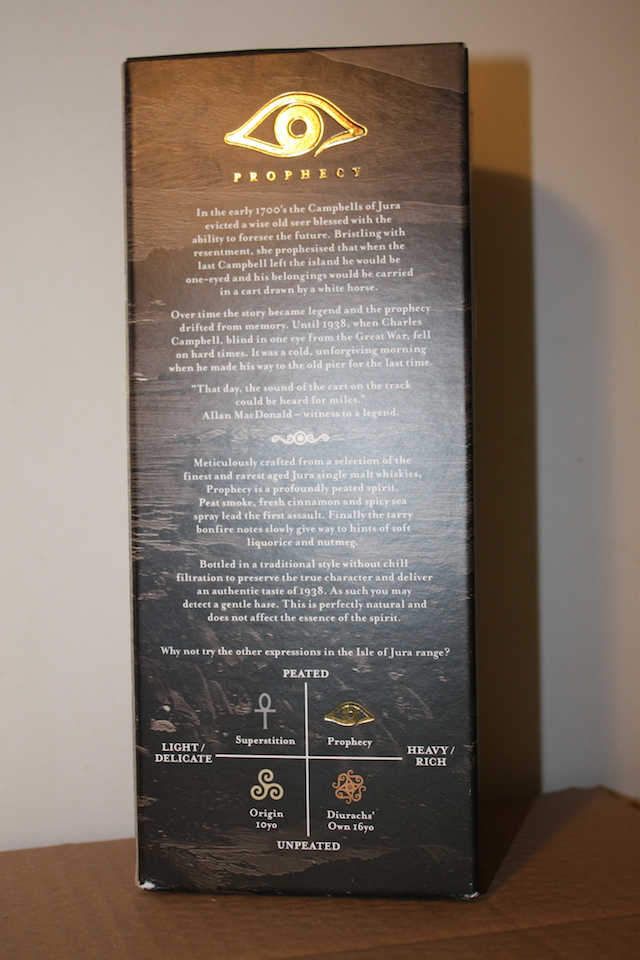 PROPHECY
In the early 1700's the Campbells of Jura
evicted a wise old seer blessed with the
ability to foresee the future. Bristling with
resentment, she prophesised that when the
last Campbell left the island he would be
one-eyed and his belongings would be carried
in a cart drawn by a white horse.
Over time the story became legend and the prophecy
drifted from memory. Until 1938, when Charles
Campbell, blind in one eye from the Great War, fell
on hard times. It was a cold, unforgiving morning
when he made his way to the old pier for the last time.
"That day, the sound of the cart on the track
could be heard for miles."
Allan MacDonald – witness to a legend.
Meticulously crafted from a selection of the
finest and rarest aged Jura single malt whiskies,
Prophecy is a profoundly peated spirit.
Peat smoke, fresh cinnamon and spicy sea
spray lead the first assault. Finally the tarry
bonfire notes slowly give way to hints of soft
liquorice and nutmeg.
Bottled in a traditional style without chill
filtration to preserve the true character and deliver
an authentic taste of 1938. As such you may
detect a gentle haze. This is perfectly natural and
does not affect the essence of the spirit.
Why not try the other expressions in the Isle of Jura range?
PEATED
Superstition
Prophecy
LIGHT /
DELICATE
HEAVY /
RICH
Origin
10yo
Diurachs'
Own 16yo
UNPEATED